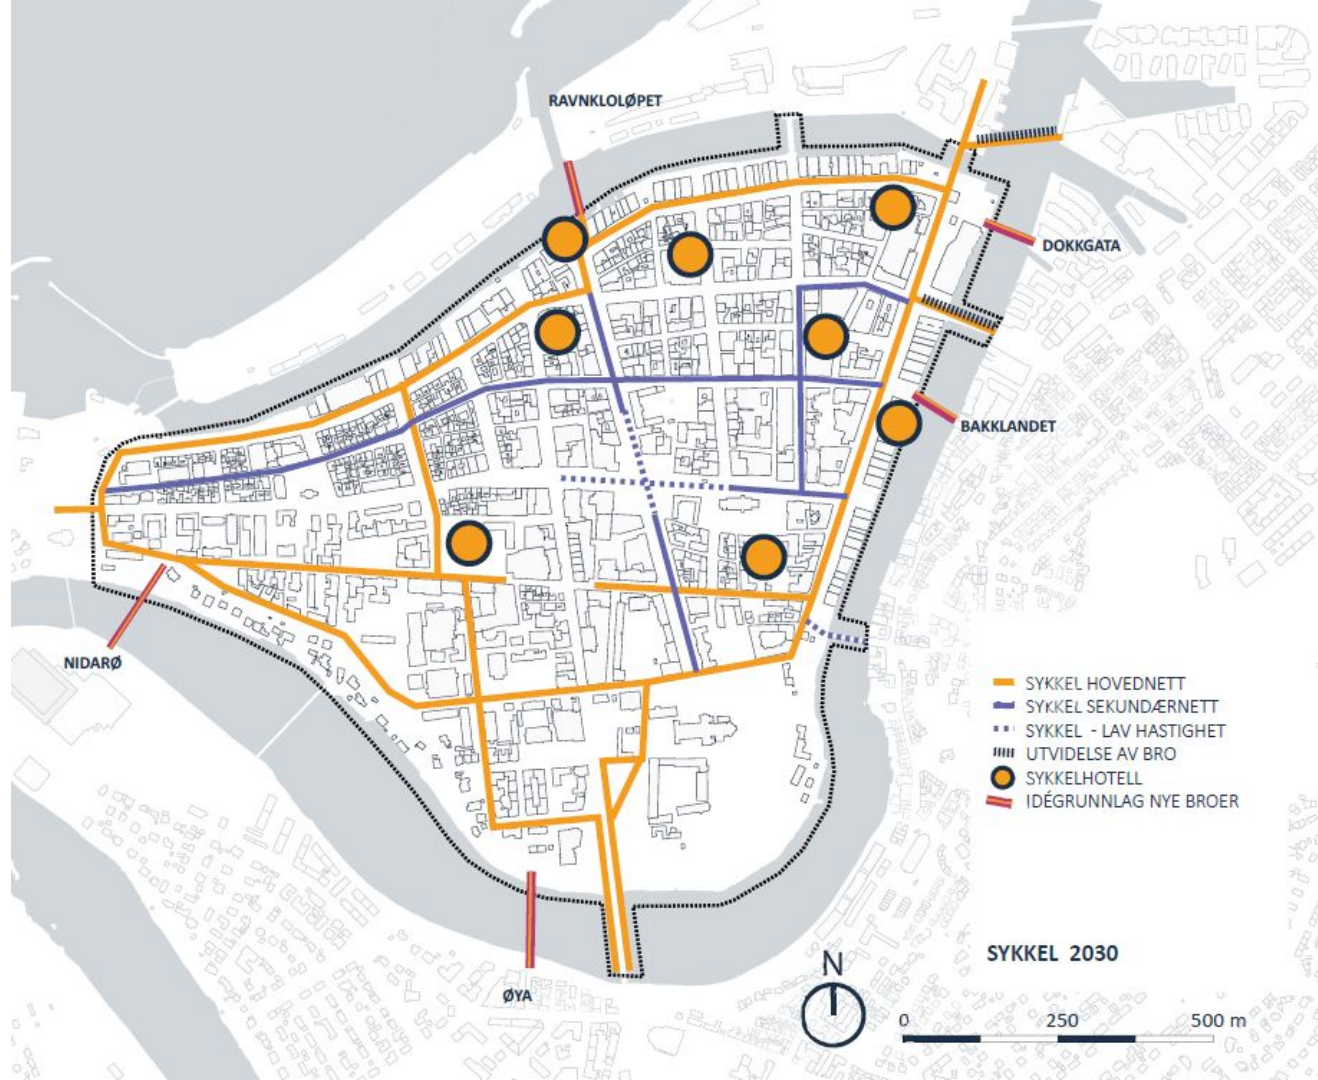 RAVNKLOLØPET
DOKKGATA
BAKKLANDET
NIDARØ
SYKKEL HOVEDNETT
SYKKEL SEKUNDÆRNETT
SYKKEL - LAV HASTIGHET
UTVIDELSE AV BRO
SYKKELHOTELL
IDÉGRUNNLAG NYE BROER
SYKKEL 2030
N
ØYA
0 250 500 m